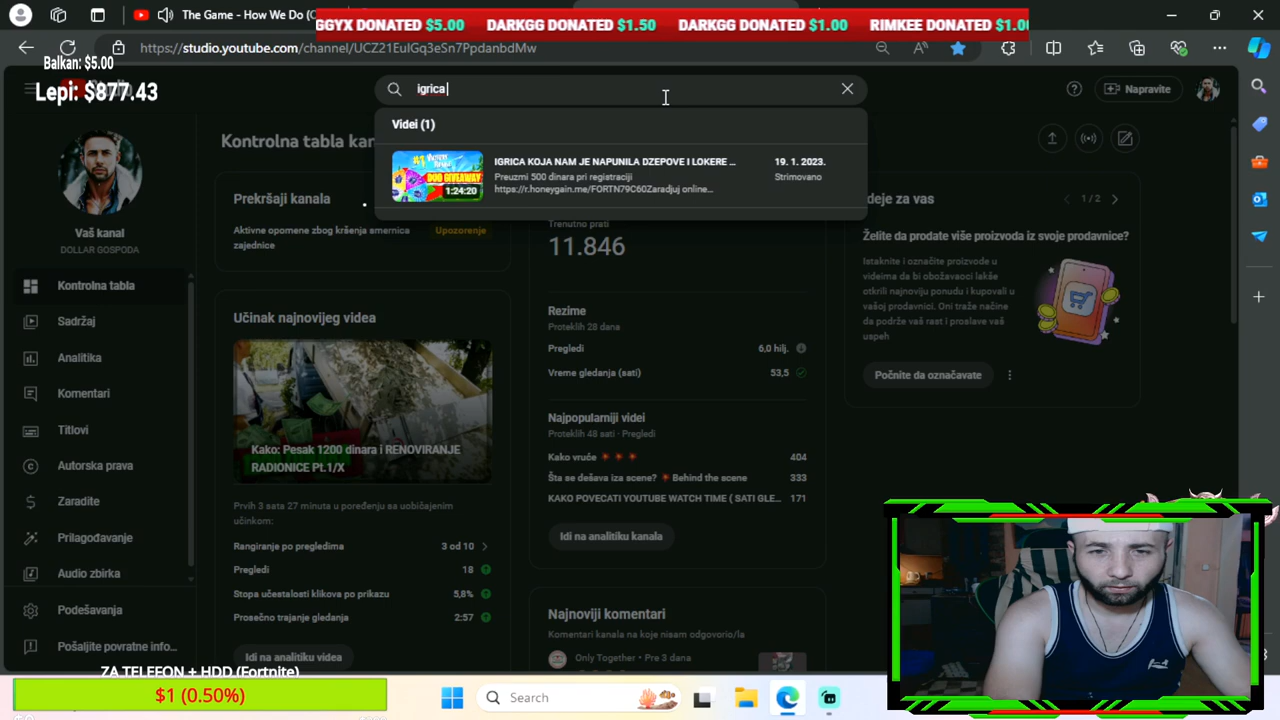 The Game - How We Do (C
GGYX DONATED $5.00 DARKGG DONATED $1.50 DARKGG DONATED $1.00 RIMKEE DONATED $1.0
https://studio.youtube.com/channel/UCZ21EulGq3eSn7PpdanbdMw
Balkan: $5.00
Lepi: $877.43
igrica
Napravite
Videi (1)
IGRICA KOJA NAM JE NAPUNILA DZEPOVE I LOKERE ...
19. 1. 2023.
Preuzmi 500 dinara pri registraciji
Strimovano
https://r.honeygain.me/FORTN79C60Zaradjuj online...
1:24:20
Kontrolna tabla
Vaš kanal
DOLLAR GOSPODA
Kontrolna tabla
Sadržaj
Analitika
Komentari
Titlovi
Autorska prava
Zaradite
Prilagođavanje
Audio zbirka
Podešavanja
Pošaljite povratne info...
Prekršaji kanala
Aktivne opomene zbog kršenja smernica
zajednice
Upozorenje
Učinak najnovijeg videa
Kako: Pesak 1200 dinara i RENOVIRANJE
RADIONICE Pt.1/X
Prvih 3 sata 27 minuta u poređenju sa uobičajenim
učinkom:
Rangiranje po pregledima 3 od 10
Pregledi 18
Stopa učestalosti klikova po prikazu 5,8%
Prosečno trajanje gledanja 2:57
Idi na analitiku videa
Trenutno prati
11.846
Rezime
Proteklih 28 dana
Pregledi 6,0 hilj.
Vreme gledanja (sati) 53,5
Najpopularniji videi
Proteklih 48 sati · Pregledi
Kako vruće 404
Šta se dešava iza scene? Behind the scene 333
KAKO POVECATI YOUTUBE WATCH TIME ( SATI GLE... 171
Idi na analitiku kanala
Najnoviji komentari
Komentari kanala na koje nisam odgovorio/la
Only Together • Pre 3 dana
deje za vas
1 / 2
Želite da prodate više proizvoda iz svoje prodavnice?
Istaknite i označite proizvode u
videima da bi obožavaoci lakše
otkrili najnoviju ponudu i kupovali u
vašoj prodavnici. Oni traže načine
da podrže vaš rast i proslave vaš
uspeh
Počnite da označavate
ZA TELEFON + HDD (Fortnite)
$1 (0.50%)
Search